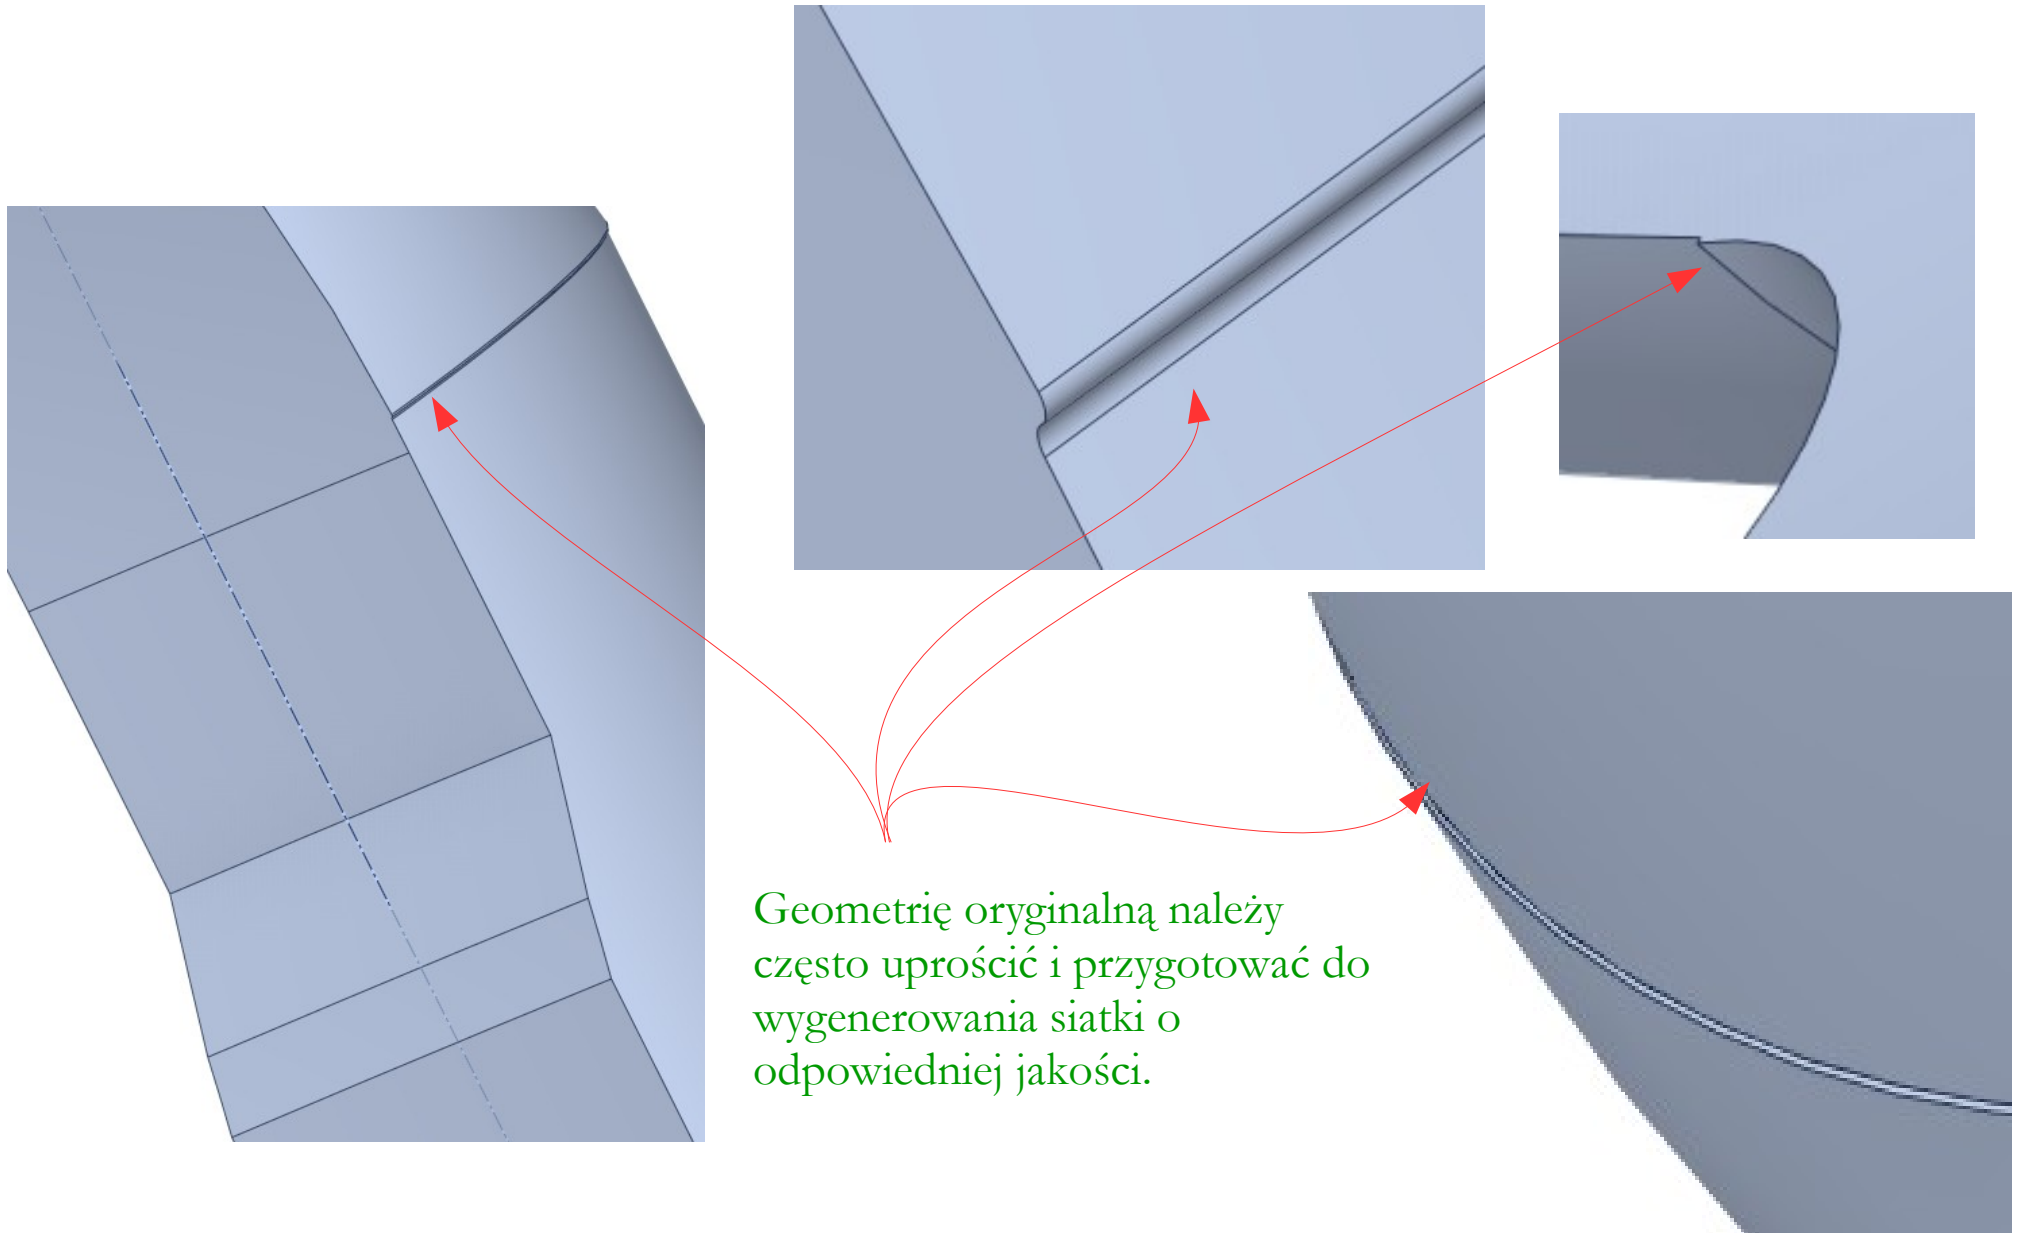 Geometrię oryginalną należy
często uprościć i przygotować do
wygenerowania siatki o
odpowiedniej jakości.